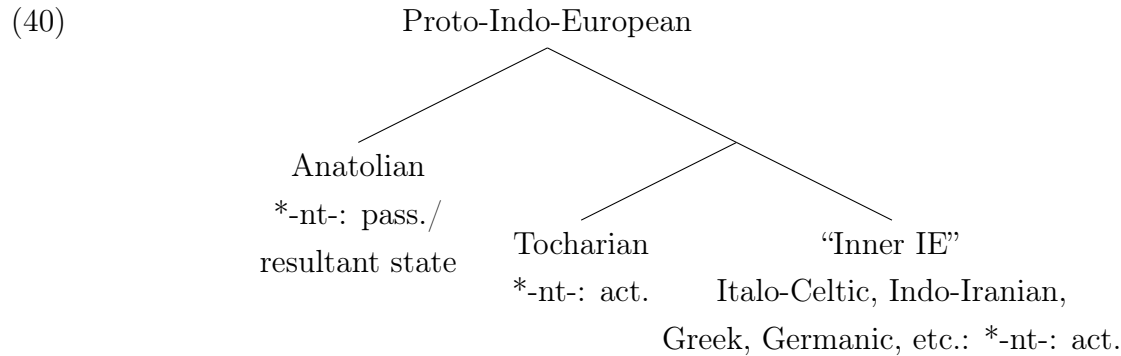 (40) Proto-Indo-European
Anatolian
*-nt-: pass./
resultant state
Tocharian
*-nt-: act.
“Inner IE”
Italo-Celtic, Indo-Iranian,
Greek, Germanic, etc.: *-nt-: act.